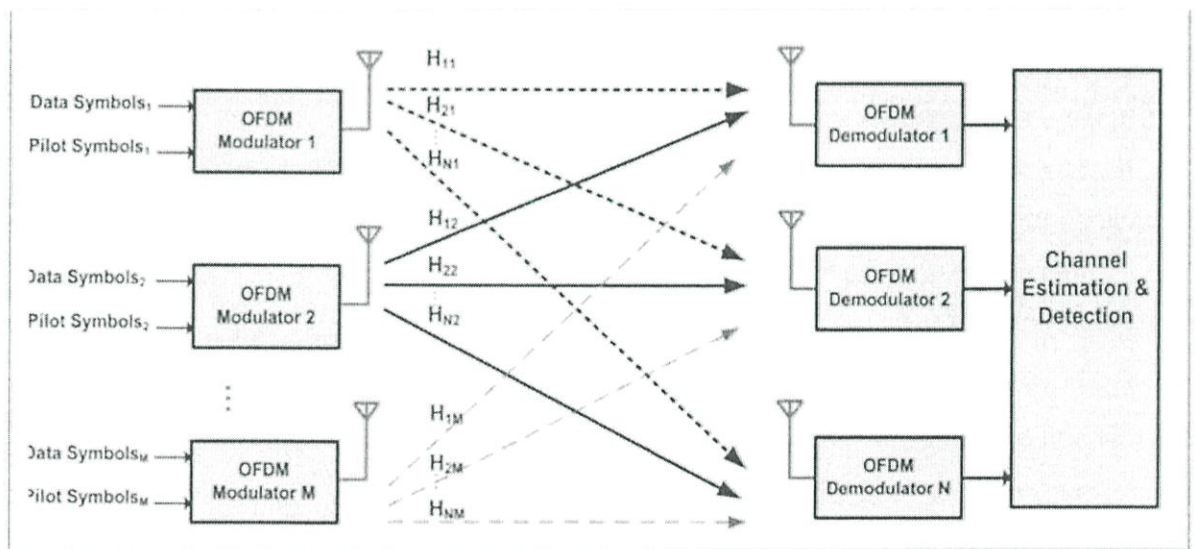 Data Symbols₁
Pilot Symbols₁
OFDM
Modulator 1
H₁₁
H₂₁
H_N1
OFDM
Demodulator 1
Data Symbols₂
Pilot Symbols₂
OFDM
Modulator 2
H₁₂
H₂₂
H_N2
OFDM
Demodulator 2
Channel
Estimation &
Detection
Data Symbols_M
Pilot Symbols_M
OFDM
Modulator M
H_1M
H_2M
H_NM
OFDM
Demodulator N